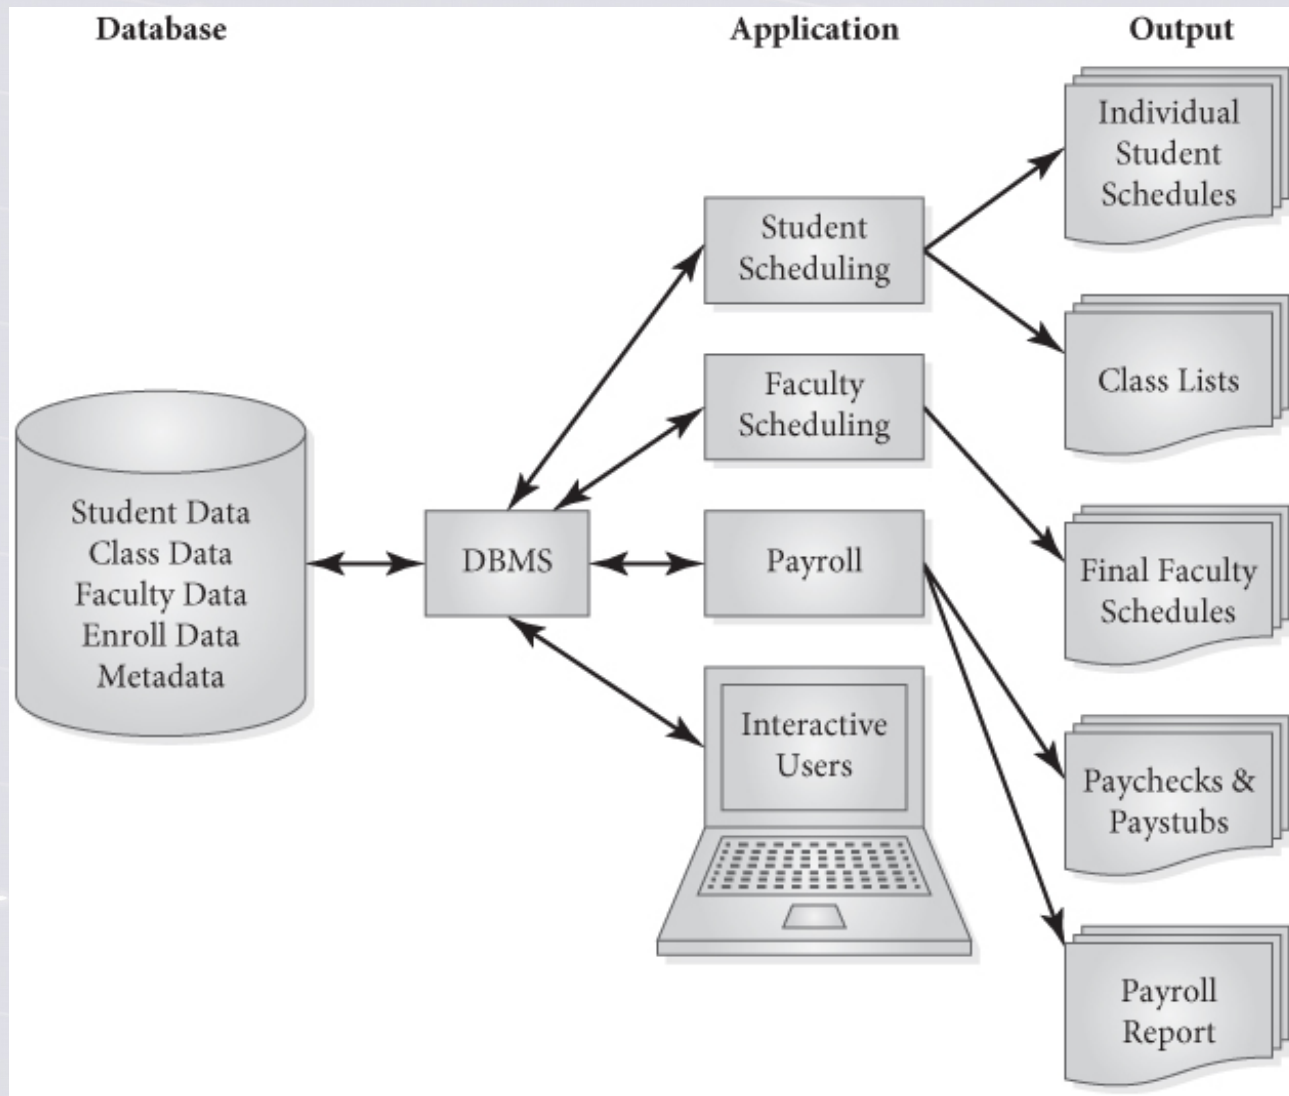 Database
Application
Output
Student Data
Class Data
Faculty Data
Enroll Data
Metadata
DBMS
Student
Scheduling
Faculty
Scheduling
Payroll
Interactive
Users
Individual
Student
Schedules
Class Lists
Final Faculty
Schedules
Paychecks &
Paystubs
Payroll
Report